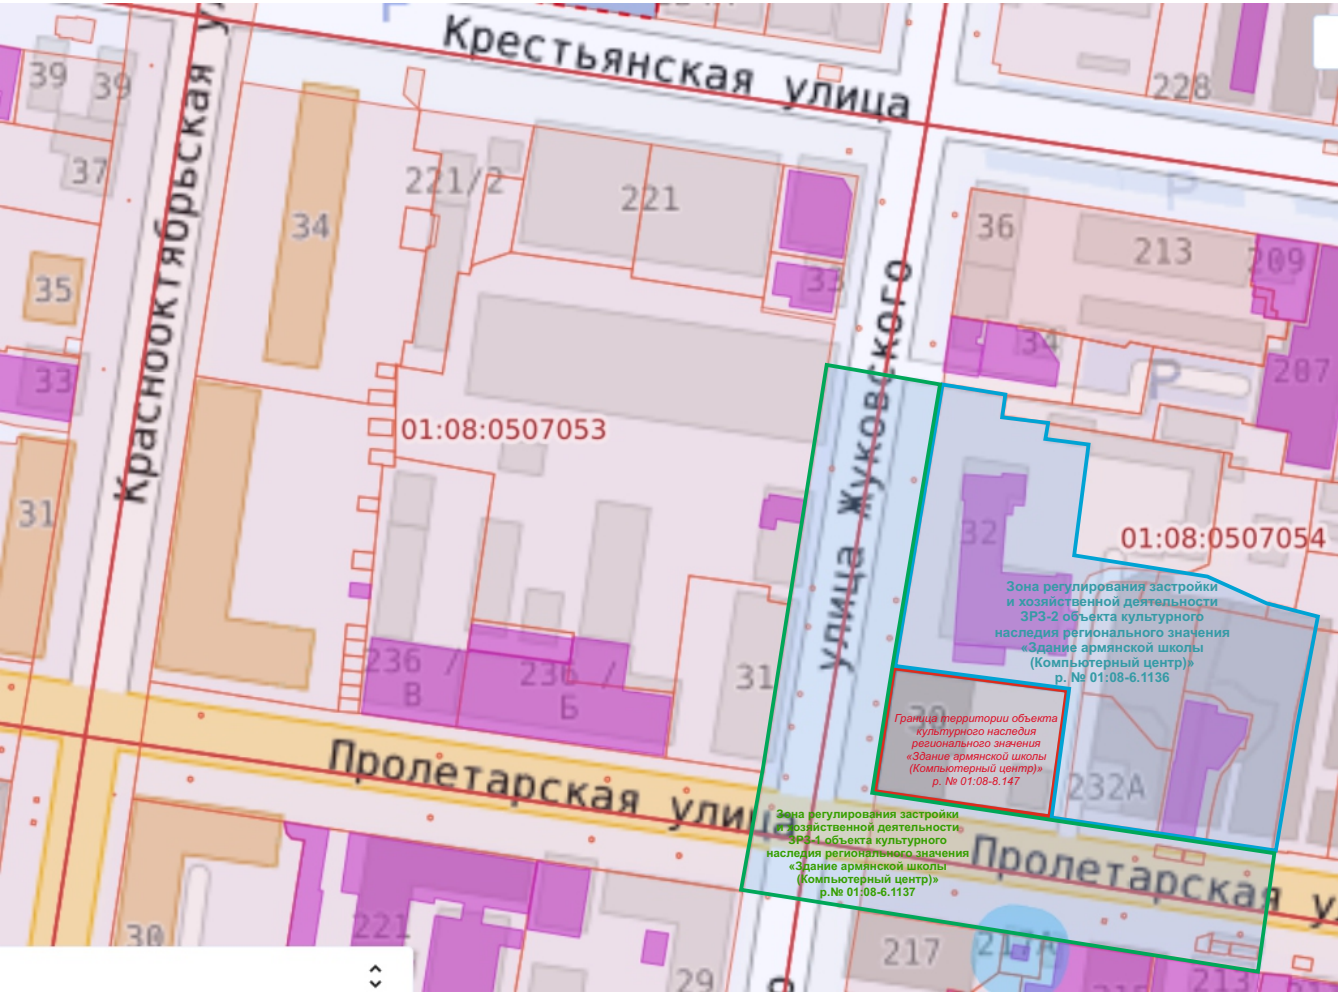 Крестьянская улица
Р
39
39
37
228
Краснооктябрьская у
34
221/2
221
33
36
213
209
Р
34
207
Р
35
33
31
01:08:0507053
улица Жуковского
32
01:08:0507054
Зона регулирования застройки
и хозяйственной деятельности
ЗРЗ-2 объекта культурного
наследия регионального значения
«Здание армянской школы
(Компьютерный центр)»
р. № 01:08-6.1136
236 /
В
236 /
Б
31
30
Граница территории объекта
культурного наследия
регионального значения
«Здание армянской школы
(Компьютерный центр)»
р. № 01:08-8.147
232А
Пролетарская улица
Зона регулирования застройки
и хозяйственной деятельности
ЗРЗ-1 объекта культурного
наследия регионального значения
«Здание армянской школы
(Компьютерный центр)»
р.№ 01:08-6.1137
Пролетарская у
30
221
29
217
217А
213